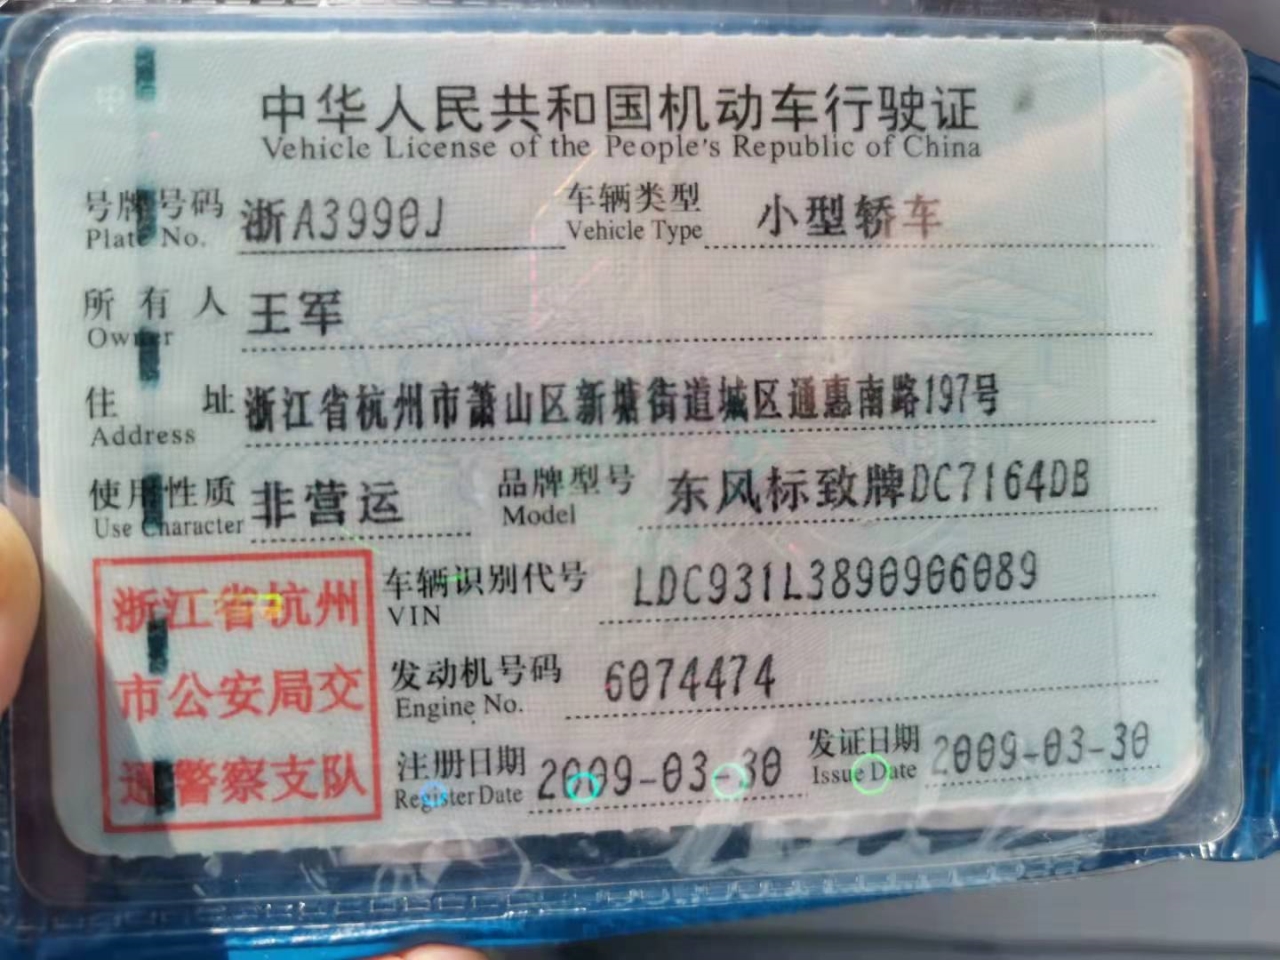 中华人民共和国机动车行驶证
Vehicle License of the People's Republic of China
号牌号码 浙A3990J 车辆类型 小型轿车
Plate No. Vehicle Type
所有人 王军
Owner
住址 浙江省杭州市萧山区新塘街道城区通惠南路197号
Address
使用性质 非营运 品牌型号 东风标致牌DC7164DB
Use Character Model
车辆识别代号 LDC931L3890906089
VIN
发动机号码 6074474
Engine No.
注册日期 2009-03-30 发证日期 2009-03-30
Register Date Issue Date
浙江省杭州
市公安局交
通警察支队